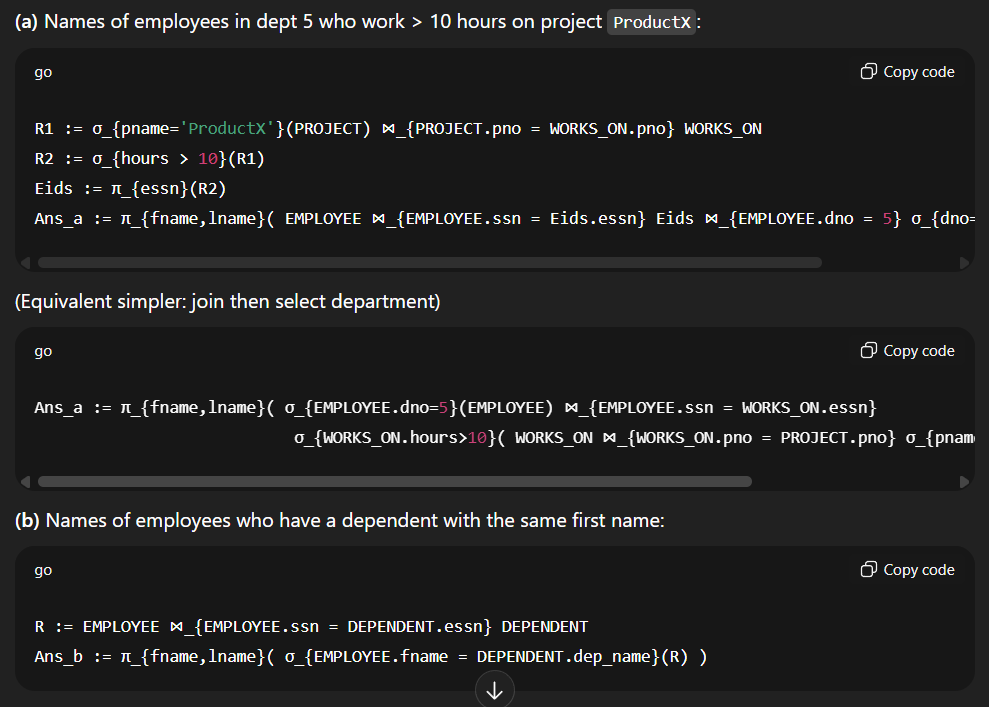 (a) Names of employees in dept 5 who work > 10 hours on project ProductX:
go
Copy code
R1 := σ_{pname='ProductX'}(PROJECT) ⋈_{PROJECT.pno = WORKS_ON.pno} WORKS_ON
R2 := σ_{hours > 10}(R1)
Eids := π_{essn}(R2)
Ans_a := π_{fname,lname}( EMPLOYEE ⋈_{EMPLOYEE.ssn = Eids.essn} Eids ⋈_{EMPLOYEE.dno = 5} σ_{dno=
(Equivalent simpler: join then select department)
go
Copy code
Ans_a := π_{fname,lname}( σ_{EMPLOYEE.dno=5}(EMPLOYEE) ⋈_{EMPLOYEE.ssn = WORKS_ON.essn}
σ_{WORKS_ON.hours>10}( WORKS_ON ⋈_{WORKS_ON.pno = PROJECT.pno} σ_{pnam
(b) Names of employees who have a dependent with the same first name:
go
Copy code
R := EMPLOYEE ⋈_{EMPLOYEE.ssn = DEPENDENT.essn} DEPENDENT
Ans_b := π_{fname,lname}( σ_{EMPLOYEE.fname = DEPENDENT.dep_name}(R) )